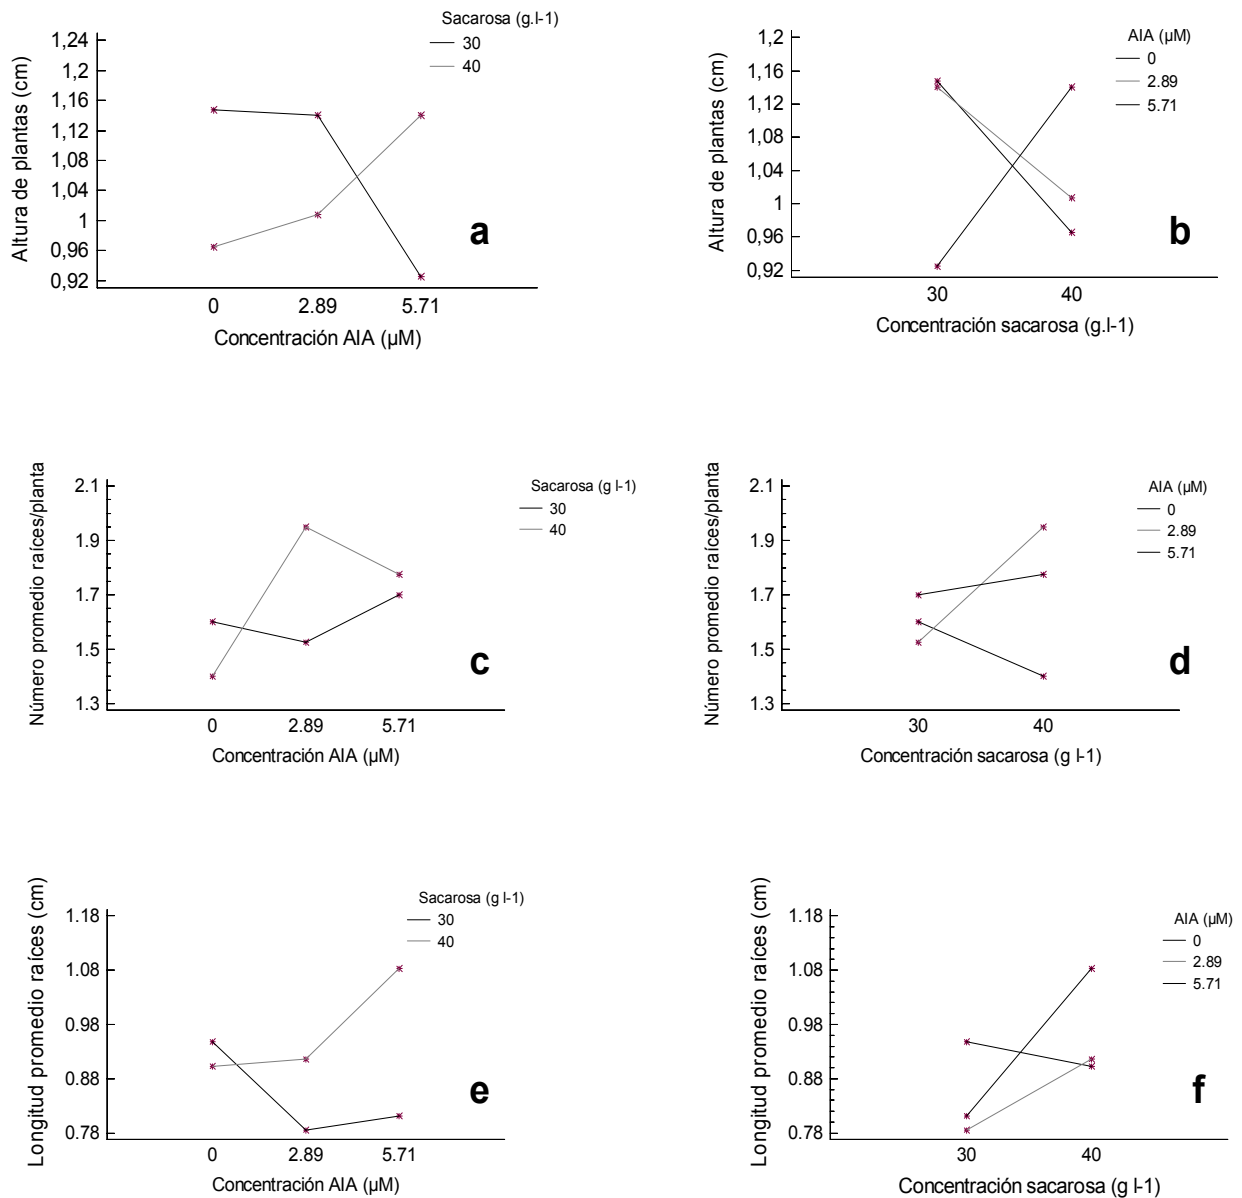 Sacarosa (g.l-1)
30
40
Altura de plantas (cm)
1,24
1,2
1,16
1,12
1,08
1,04
1
0,96
0,92
a
0 2.89 5.71
Concentración AIA (µM)
AIA (µM)
0
2.89
5.71
Altura de plantas (cm)
1,2
1,16
1,12
1,08
1,04
1
0,96
0,92
b
30 40
Concentración sacarosa (g.l-1)
Sacarosa (g l-1)
30
40
Número promedio raíces/planta
2.1
1.9
1.7
1.5
1.3
c
0 2.89 5.71
Concentración AIA (µM)
AIA (µM)
0
2.89
5.71
Número promedio raíces/planta
2.1
1.9
1.7
1.5
1.3
d
30 40
Concentración sacarosa (g l-1)
Sacarosa (g l-1)
30
40
Longitud promedio raíces (cm)
1.18
1.08
0.98
0.88
0.78
e
0 2.89 5.71
Concentración AIA (µM)
AIA (µM)
0
2.89
5.71
Longitud promedio raíces (cm)
1.18
1.08
0.98
0.88
0.78
f
30 40
Concentración sacarosa (g l-1)